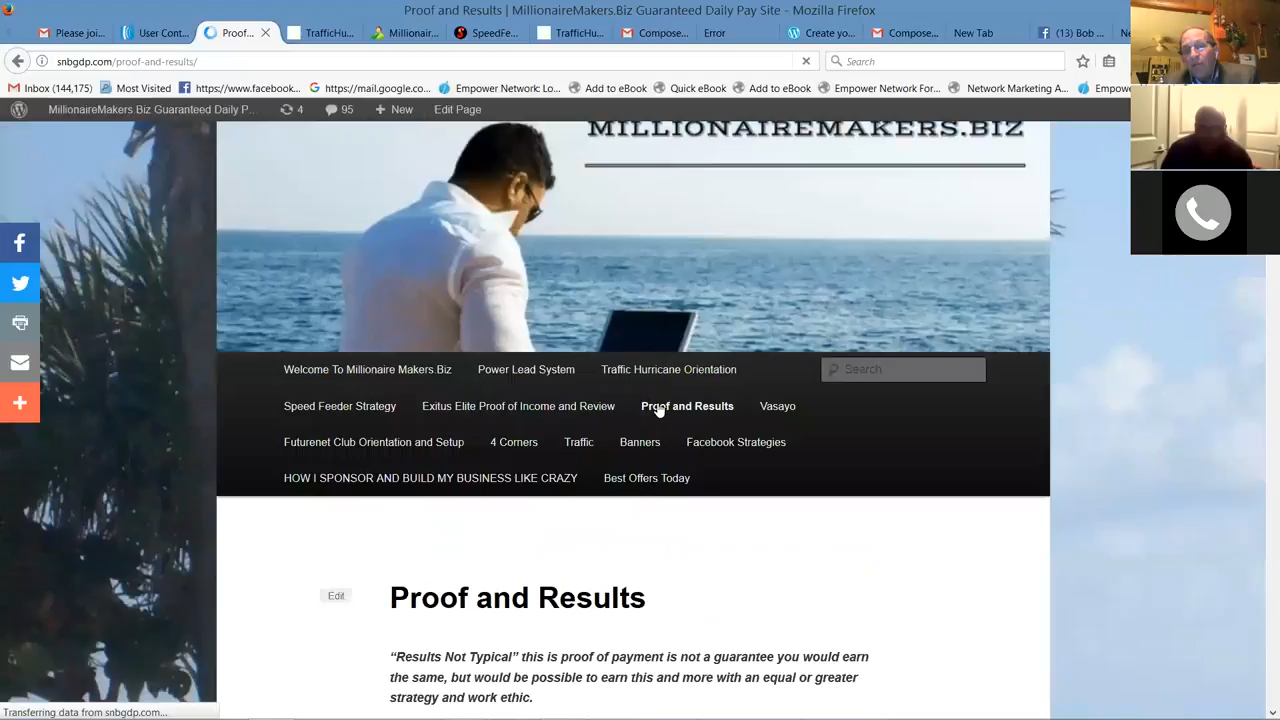 Proof and Results | MillionaireMakers.Biz Guaranteed Daily Pay Site - Mozilla Firefox
Please joi... User Cont... Proof... TrafficHu... Millionair... SpeedFe... TrafficHu... Compose... Error Create yo... Compose... New Tab (13) Bob ...
snbgdp.com/proof-and-results/ Search
Inbox (144,175) Most Visited https://www.facebook... https://mail.google.co... Empower Network: Lo... Add to eBook Quick eBook Add to eBook Empower Network For... Network Marketing A... Empowe
MillionaireMakers.Biz Guaranteed Daily P... 4 95 New Edit Page
MILLIONAIREMAKERS.BIZ
Welcome To Millionaire Makers.Biz Power Lead System Traffic Hurricane Orientation Search
Speed Feeder Strategy Exitus Elite Proof of Income and Review Proof and Results Vasayo
Futurenet Club Orientation and Setup 4 Corners Traffic Banners Facebook Strategies
HOW I SPONSOR AND BUILD MY BUSINESS LIKE CRAZY Best Offers Today
Edit Proof and Results
“Results Not Typical” this is proof of payment is not a guarantee you would earn
the same, but would be possible to earn this and more with an equal or greater
strategy and work ethic.
Transferring data from snbgdp.com...